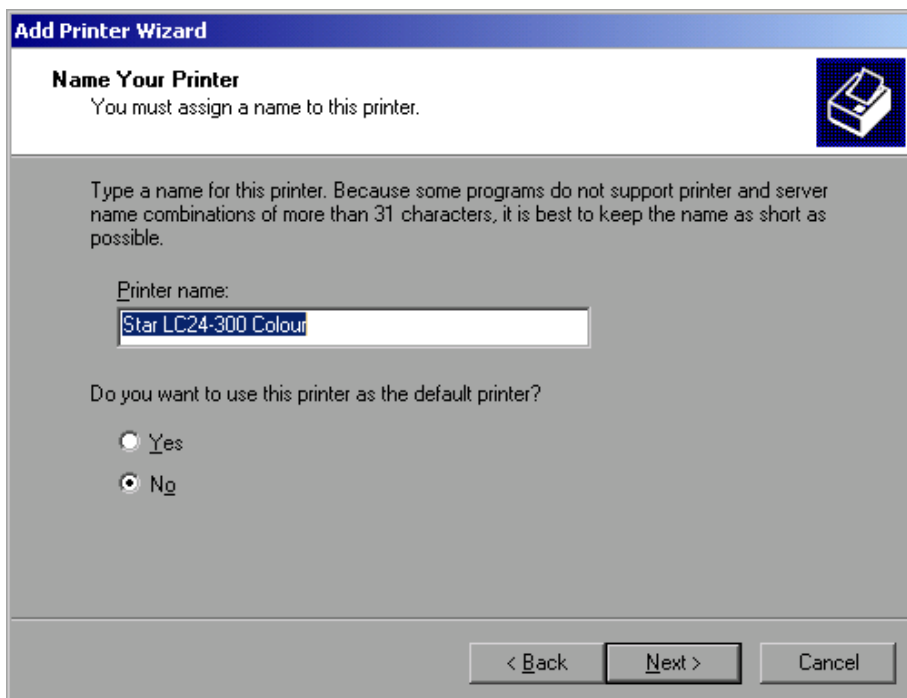 Add Printer Wizard
Name Your Printer
You must assign a name to this printer.
Type a name for this printer. Because some programs do not support printer and server
name combinations of more than 31 characters, it is best to keep the name as short as
possible.
Printer name:
Star LC24-300 Colour
Do you want to use this printer as the default printer?
Yes
No
< Back
Next >
Cancel